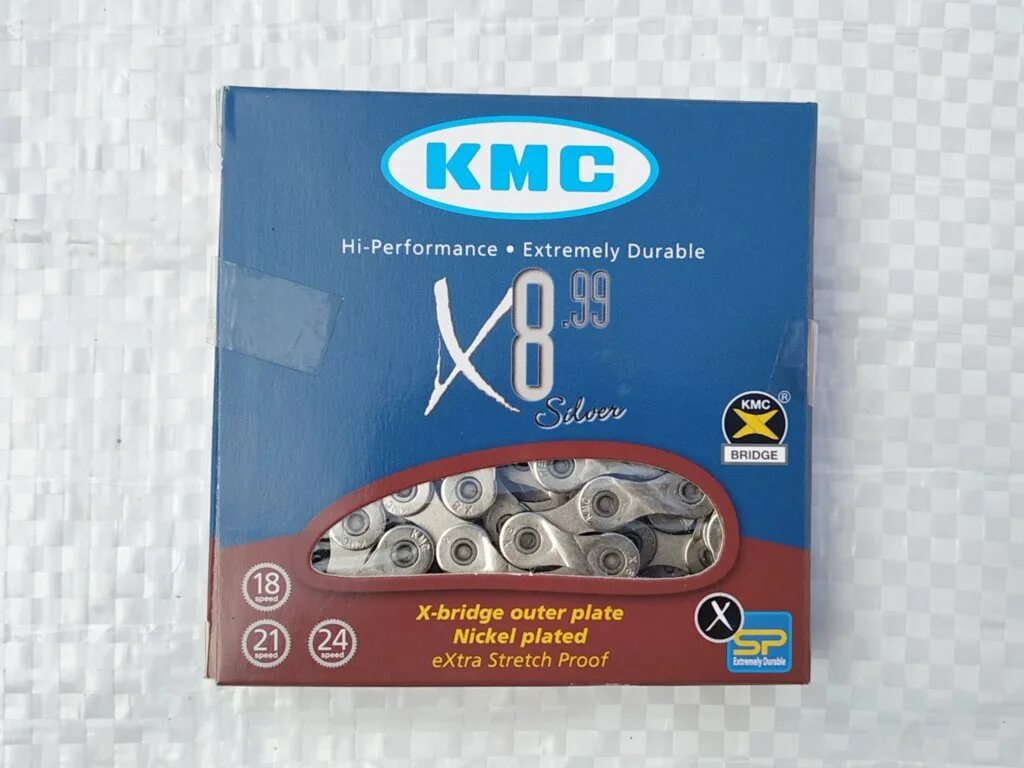 KMC
Hi-Performance • Extremely Durable
X8.99
Silver
KMC
®
BRIDGE
KMC
18
speed
21
speed
24
speed
X-bridge outer plate
Nickel plated
eXtra Stretch Proof
X
SP
Extremely Durable